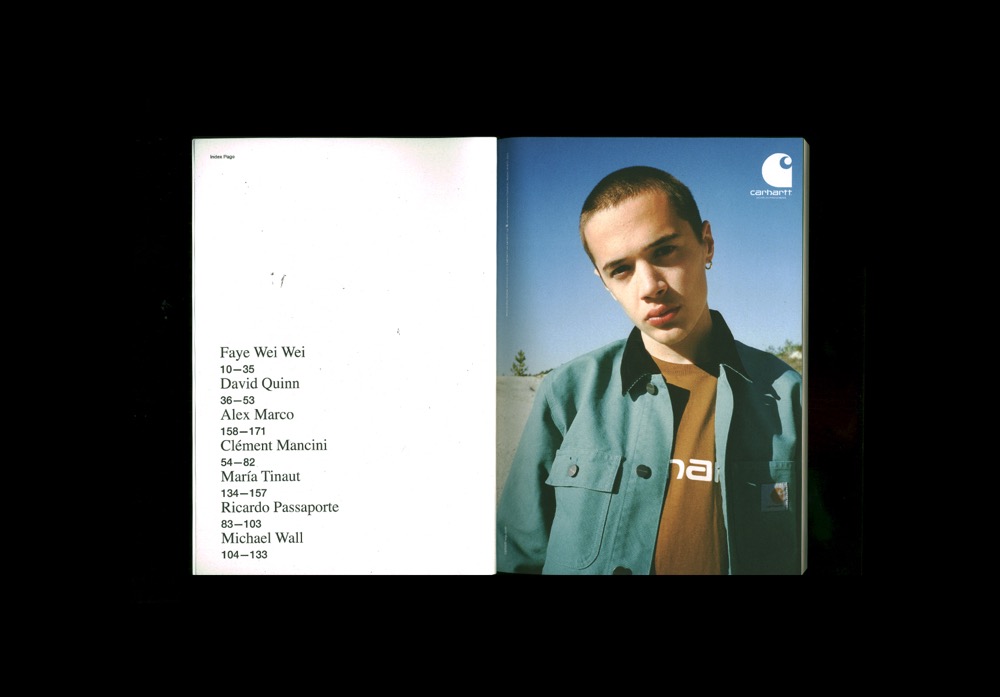 Index Page
Faye Wei Wei
10—35
David Quinn
36—53
Alex Marco
158—171
Clément Mancini
54—82
María Tinaut
134—157
Ricardo Passaporte
83—103
Michael Wall
104—133
carhartt